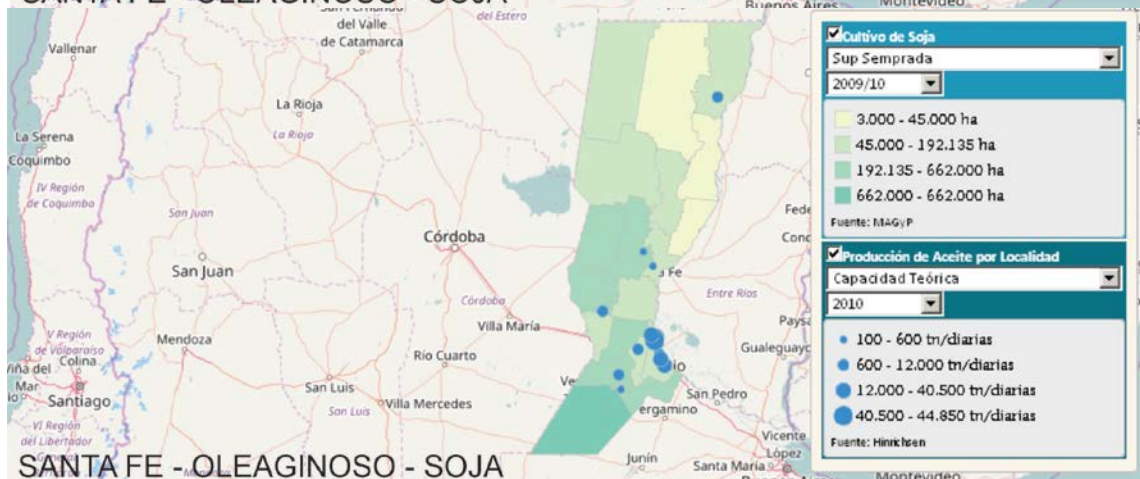 SANTA FE - OLEAGINOSO - SOJA
Buenos Aires
Montevideo
San Fernando
del Valle
de Catamarca
del Estero
Vallenar
La Rioja
La Rioja
La Serena
Coquimbo
IV Región
de Coquimbo
San Juan
Córdoba
San Juan
Córdoba
Entre Ríos
Villa María
V Región
de Valparaíso
Mendoza
Colina
Río Cuarto
Santiago
San Luis
San Luis
Villa Mercedes
San Pedro
ergamino
VI Región
del Libertador
Vicente
López
Junín
Santa María
Montevideo
SANTA FE - OLEAGINOSO - SOJA
Cultivo de Soja
Sup Semprada
2009/10
3.000 - 45.000 ha
45.000 - 192.135 ha
192.135 - 662.000 ha
662.000 - 662.000 ha
Fuente: MAGyP
Producción de Aceite por Localidad
Capacidad Teórica
2010
100 - 600 tn/diarias
600 - 12.000 tn/diarias
12.000 - 40.500 tn/diarias
40.500 - 44.850 tn/diarias
Fuente: Hinrichsen